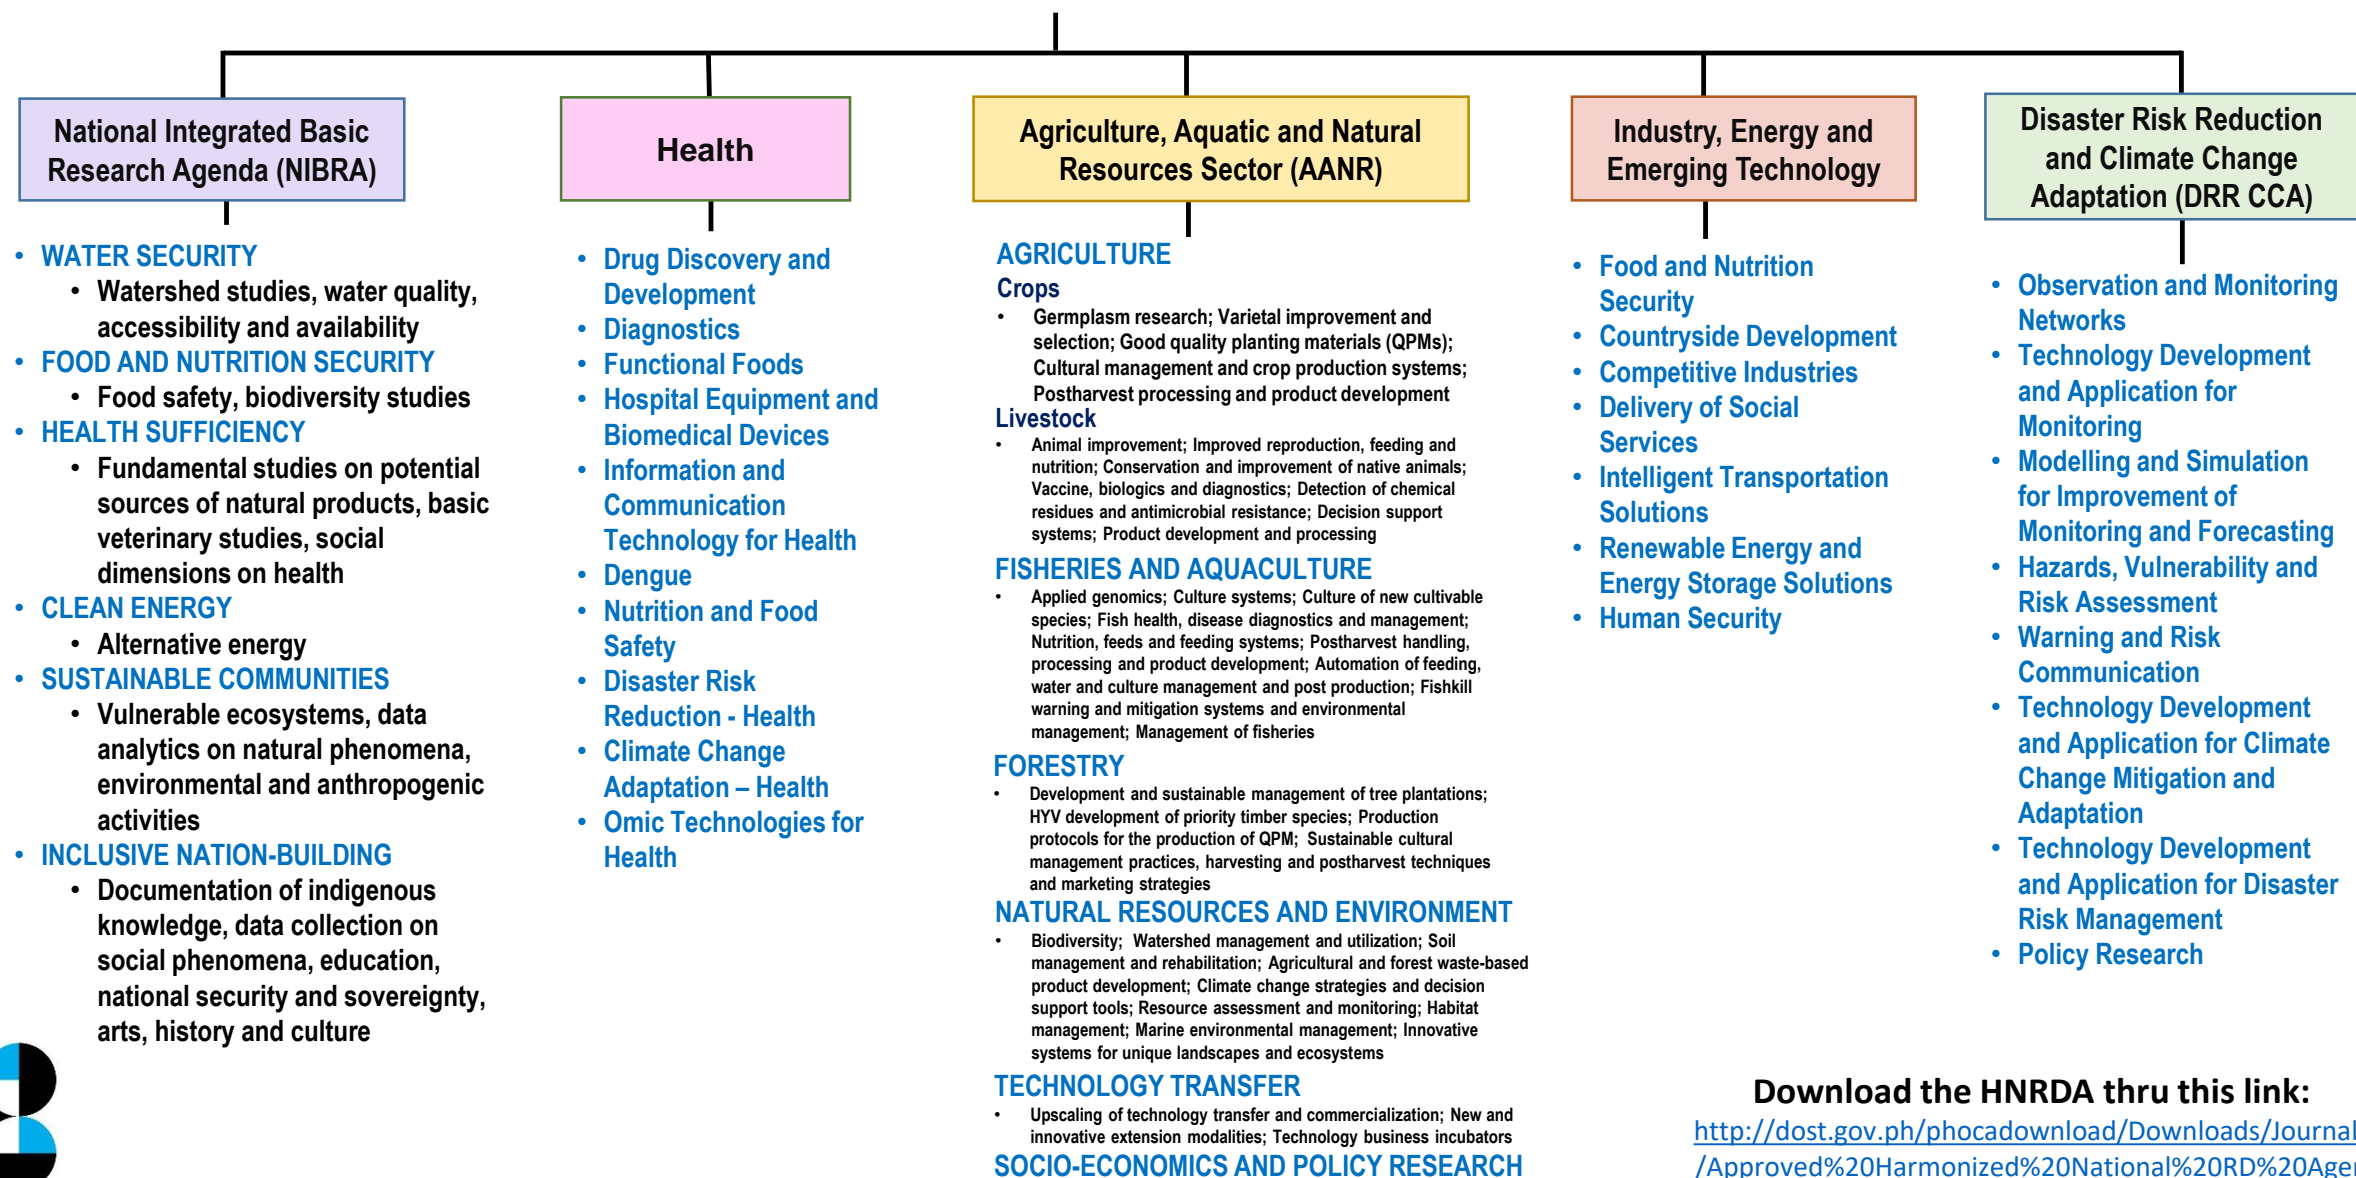 National Integrated Basic
Research Agenda (NIBRA)
• WATER SECURITY
• Watershed studies, water quality,
accessibility and availability
• FOOD AND NUTRITION SECURITY
• Food safety, biodiversity studies
• HEALTH SUFFICIENCY
• Fundamental studies on potential
sources of natural products, basic
veterinary studies, social
dimensions on health
• CLEAN ENERGY
• Alternative energy
• SUSTAINABLE COMMUNITIES
• Vulnerable ecosystems, data
analytics on natural phenomena,
environmental and anthropogenic
activities
• INCLUSIVE NATION-BUILDING
• Documentation of indigenous
knowledge, data collection on
social phenomena, education,
national security and sovereignty,
arts, history and culture
Health
• Drug Discovery and
Development
• Diagnostics
• Functional Foods
• Hospital Equipment and
Biomedical Devices
• Information and
Communication
Technology for Health
• Dengue
• Nutrition and Food
Safety
• Disaster Risk
Reduction - Health
• Climate Change
Adaptation – Health
• Omic Technologies for
Health
Agriculture, Aquatic and Natural
Resources Sector (AANR)
AGRICULTURE
Crops
• Germplasm research; Varietal improvement and
selection; Good quality planting materials (QPMs);
Cultural management and crop production systems;
Postharvest processing and product development
Livestock
• Animal improvement; Improved reproduction, feeding and
nutrition; Conservation and improvement of native animals;
Vaccine, biologics and diagnostics; Detection of chemical
residues and antimicrobial resistance; Decision support
systems; Product development and processing
FISHERIES AND AQUACULTURE
• Applied genomics; Culture systems; Culture of new cultivable
species; Fish health, disease diagnostics and management;
Nutrition, feeds and feeding systems; Postharvest handling,
processing and product development; Automation of feeding,
water and culture management and post production; Fishkill
warning and mitigation systems and environmental
management; Management of fisheries
FORESTRY
• Development and sustainable management of tree plantations;
HYV development of priority timber species; Production
protocols for the production of QPM; Sustainable cultural
management practices, harvesting and postharvest techniques
and marketing strategies
NATURAL RESOURCES AND ENVIRONMENT
• Biodiversity; Watershed management and utilization; Soil
management and rehabilitation; Agricultural and forest waste-based
product development; Climate change strategies and decision
support tools; Resource assessment and monitoring; Habitat
management; Marine environmental management; Innovative
systems for unique landscapes and ecosystems
TECHNOLOGY TRANSFER
• Upscaling of technology transfer and commercialization; New and
innovative extension modalities; Technology business incubators
SOCIO-ECONOMICS AND POLICY RESEARCH
Industry, Energy and
Emerging Technology
• Food and Nutrition
Security
• Countryside Development
• Competitive Industries
• Delivery of Social
Services
• Intelligent Transportation
Solutions
• Renewable Energy and
Energy Storage Solutions
• Human Security
Disaster Risk Reduction
and Climate Change
Adaptation (DRR CCA)
• Observation and Monitoring
Networks
• Technology Development
and Application for
Monitoring
• Modelling and Simulation
for Improvement of
Monitoring and Forecasting
• Hazards, Vulnerability and
Risk Assessment
• Warning and Risk
Communication
• Technology Development
and Application for Climate
Change Mitigation and
Adaptation
• Technology Development
and Application for Disaster
Risk Management
• Policy Research
Download the HNRDA thru this link:
http://dost.gov.ph/phocadownload/Downloads/Journal
/Approved%20Harmonized%20National%20RD%20Agen